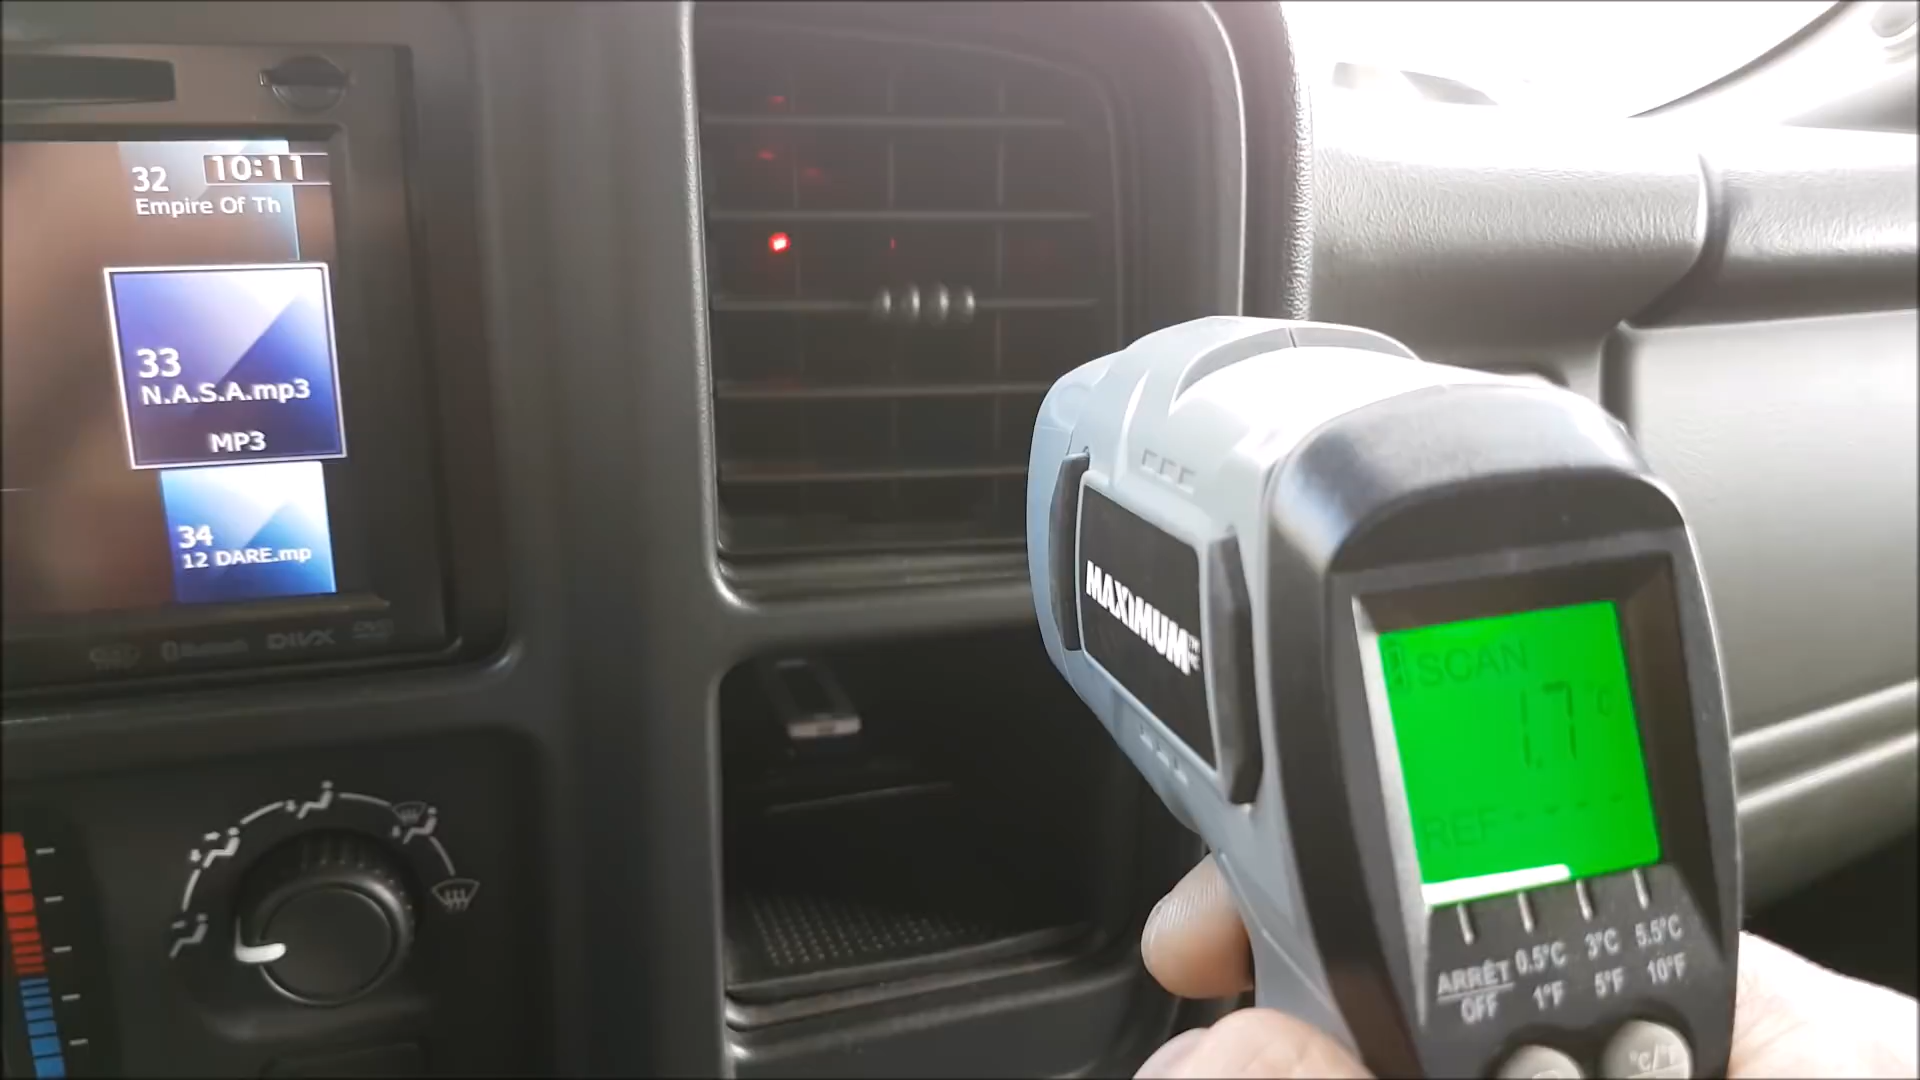 32
10:11
Empire Of Th
33
N.A.S.A.mp3
MP3
34
12 DARE.mp
Bluetooth
DIVX
MAXIMUM
SCAN
1.7 °C
REF - - - -
ARRÊT 0.5°C 3°C 5.5°C
OFF 1°F 5°F 10°F
°C/°F